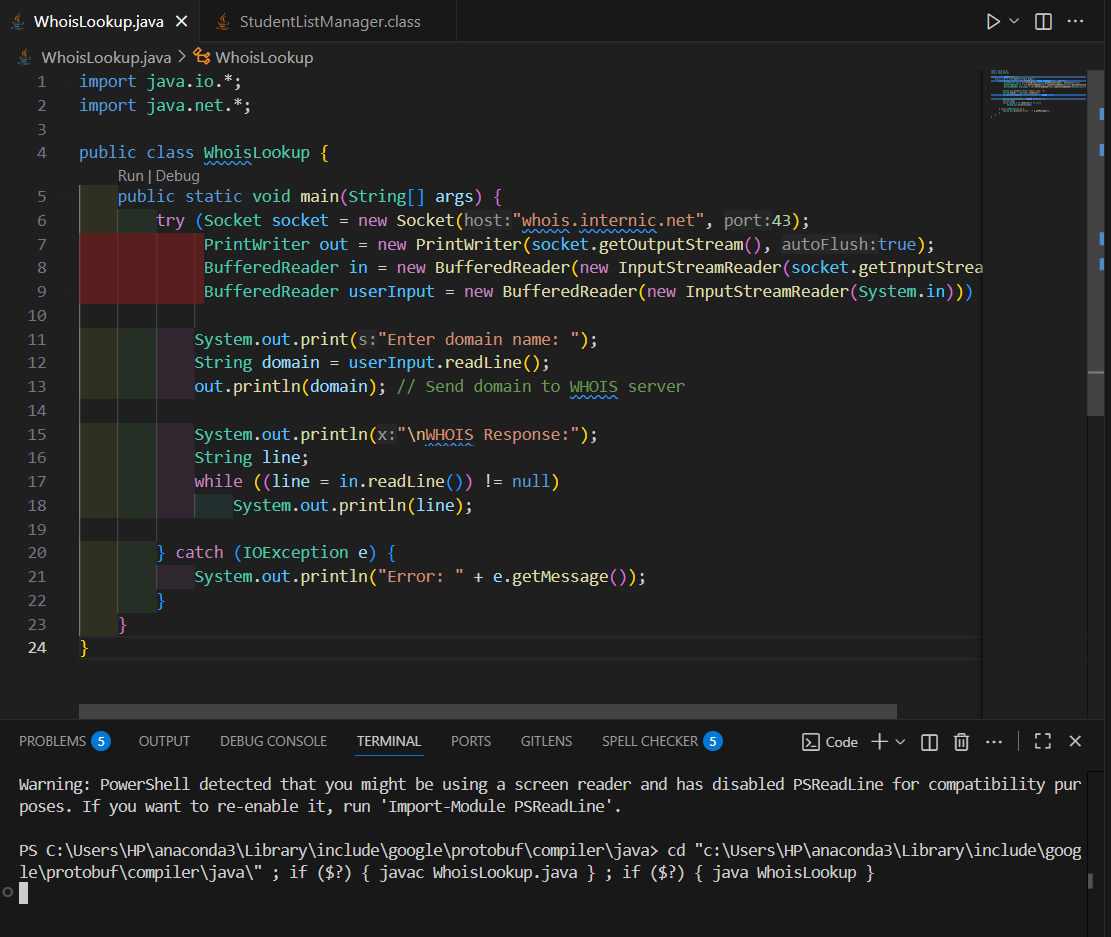 WhoisLookup.java
StudentListManager.class
WhoisLookup.java > WhoisLookup
1 import java.io.*;
2 import java.net.*;
3
4 public class WhoisLookup {
Run | Debug
5 public static void main(String[] args) {
6 try (Socket socket = new Socket(host:"whois.internic.net", port:43);
7 PrintWriter out = new PrintWriter(socket.getOutputStream(), autoFlush:true);
8 BufferedReader in = new BufferedReader(new InputStreamReader(socket.getInputStrea
9 BufferedReader userInput = new BufferedReader(new InputStreamReader(System.in)))
10
11 System.out.print(s:"Enter domain name: ");
12 String domain = userInput.readLine();
13 out.println(domain); // Send domain to WHOIS server
14
15 System.out.println(x:"\nWHOIS Response:");
16 String line;
17 while ((line = in.readLine()) != null)
18 System.out.println(line);
19
20 } catch (IOException e) {
21 System.out.println("Error: " + e.getMessage());
22 }
23 }
24 }
PROBLEMS 5 OUTPUT DEBUG CONSOLE TERMINAL PORTS GITLENS SPELL CHECKER 5 Code
Warning: PowerShell detected that you might be using a screen reader and has disabled PSReadLine for compatibility pur
poses. If you want to re-enable it, run 'Import-Module PSReadLine'.
PS C:\Users\HP\anaconda3\Library\include\google\protobuf\compiler\java> cd "c:\Users\HP\anaconda3\Library\include\goog
le\protobuf\compiler\java\" ; if ($?) { javac WhoisLookup.java } ; if ($?) { java WhoisLookup }